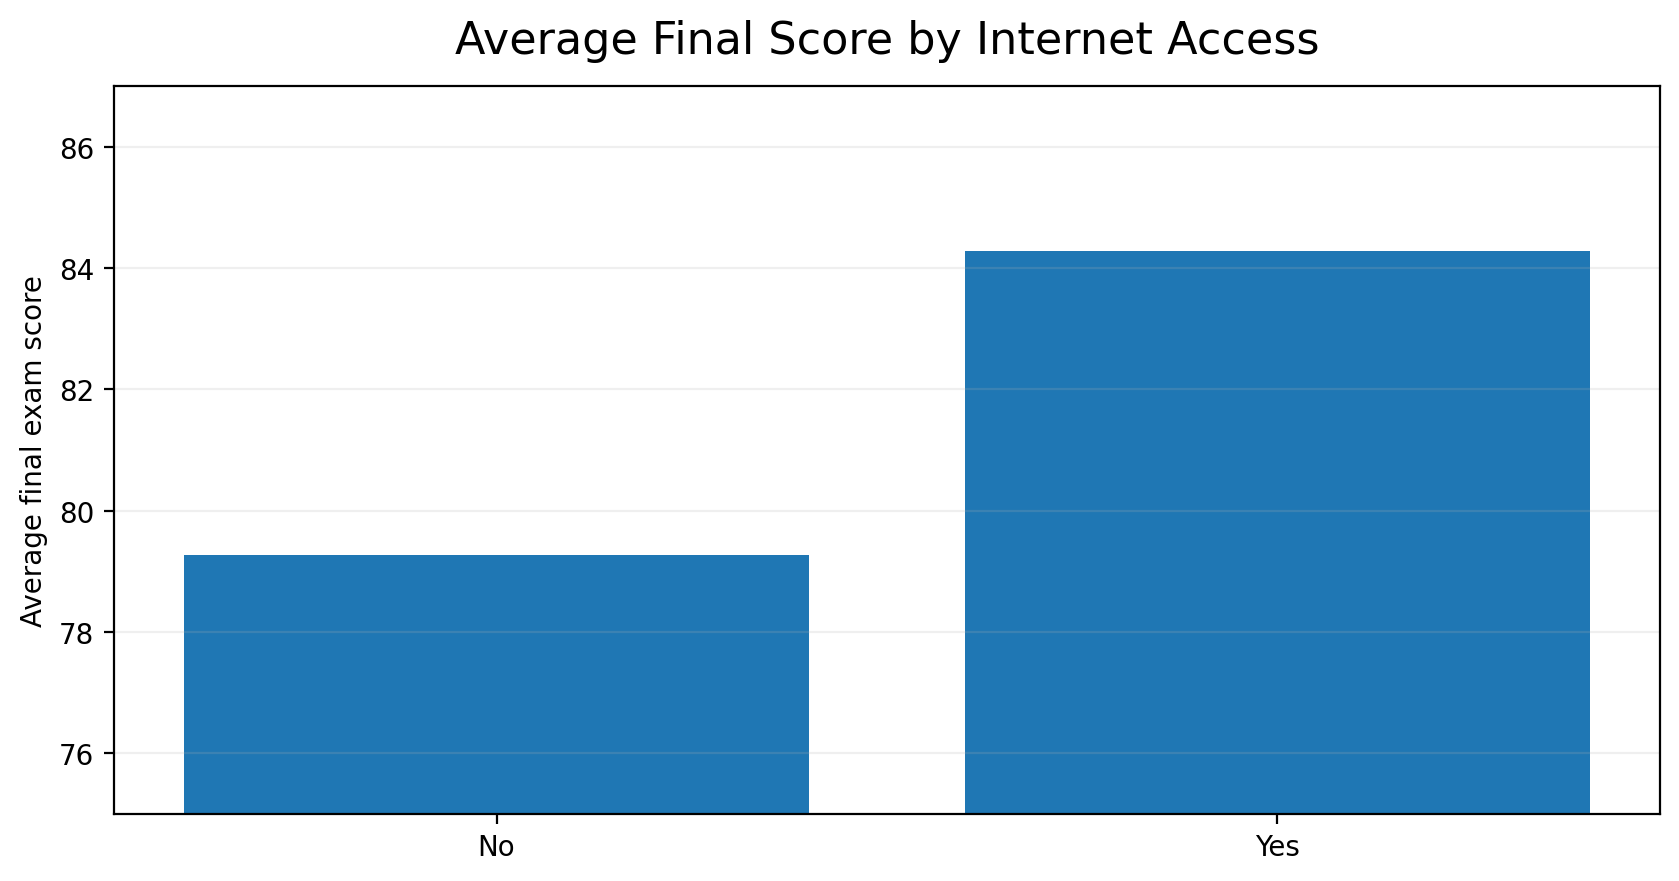 Average Final Score by Internet Access
Average final exam score
86
84
82
80
78
76
No
Yes